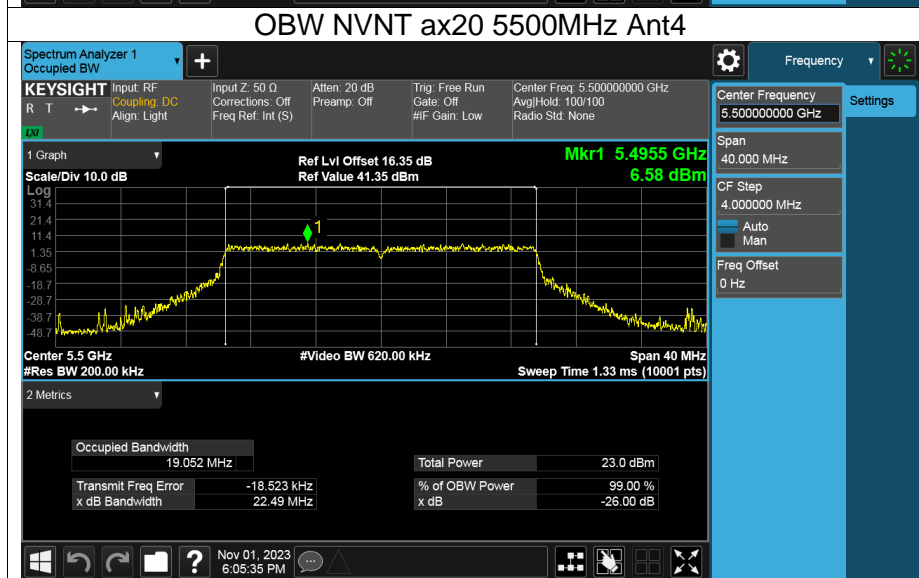 OBW NVNT ax20 5500MHz Ant4
Spectrum Analyzer 1
Occupied BW
Frequency
KEYSIGHT
R T
LXI
Input: RF
Coupling: DC
Align: Light
Input Z: 50 Ω
Corrections: Off
Freq Ref: Int (S)
Atten: 20 dB
Preamp: Off
Trig: Free Run
Gate: Off
#IF Gain: Low
Center Freq: 5.500000000 GHz
Avg|Hold: 100/100
Radio Std: None
Center Frequency
5.500000000 GHz
Settings
Span
40.000 MHz
CF Step
4.000000 MHz
Auto
Man
Freq Offset
0 Hz
1 Graph
Scale/Div 10.0 dB
Ref Lvl Offset 16.35 dB
Ref Value 41.35 dBm
Mkr1 5.4955 GHz
6.58 dBm
Log
31.4
21.4
11.4
1.35
-8.65
-18.7
-28.7
-38.7
-48.7
1
Center 5.5 GHz
#Video BW 620.00 kHz
Span 40 MHz
#Res BW 200.00 kHz
Sweep Time 1.33 ms (10001 pts)
2 Metrics
Occupied Bandwidth
19.052 MHz
Total Power
23.0 dBm
Transmit Freq Error
-18.523 kHz
% of OBW Power
99.00 %
x dB Bandwidth
22.49 MHz
x dB
-26.00 dB
?
Nov 01, 2023
6:05:35 PM